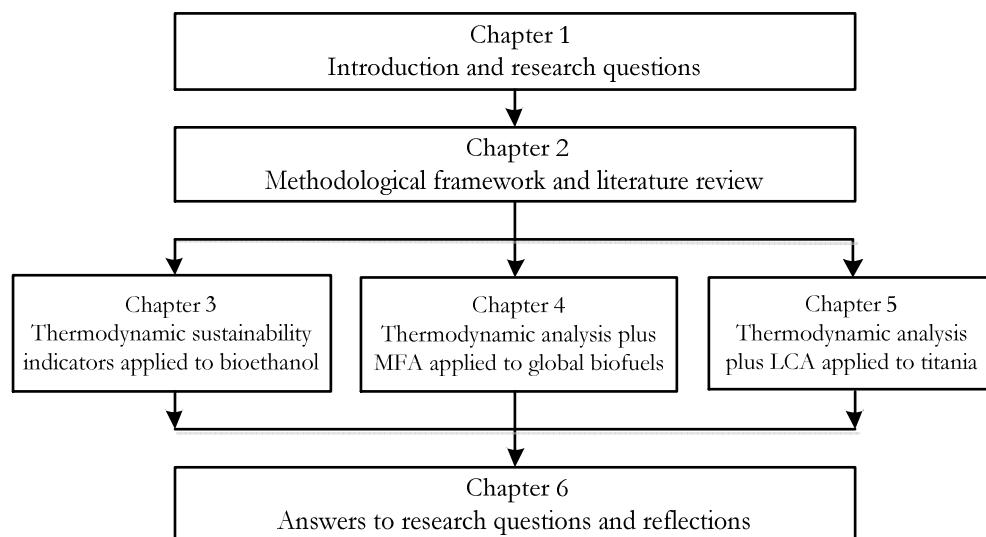 Chapter 1
Introduction and research questions
Chapter 2
Methodological framework and literature review
Chapter 3
Thermodynamic sustainability
indicators applied to bioethanol
Chapter 4
Thermodynamic analysis plus
MFA applied to global biofuels
Chapter 5
Thermodynamic analysis
plus LCA applied to titania
Chapter 6
Answers to research questions and reflections